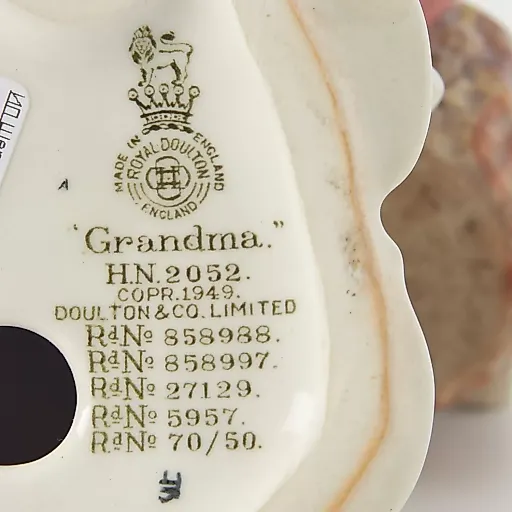 MADE IN ENGLAND
ROYAL DOULTON
ENGLAND
A
"Grandma."
H.N.2052.
COPR.1949.
DOULTON & CO. LIMITED
Rd No 858988.
Rd No 858997.
Rd No 27129.
Rd No 5957.
Rd No 70/50.